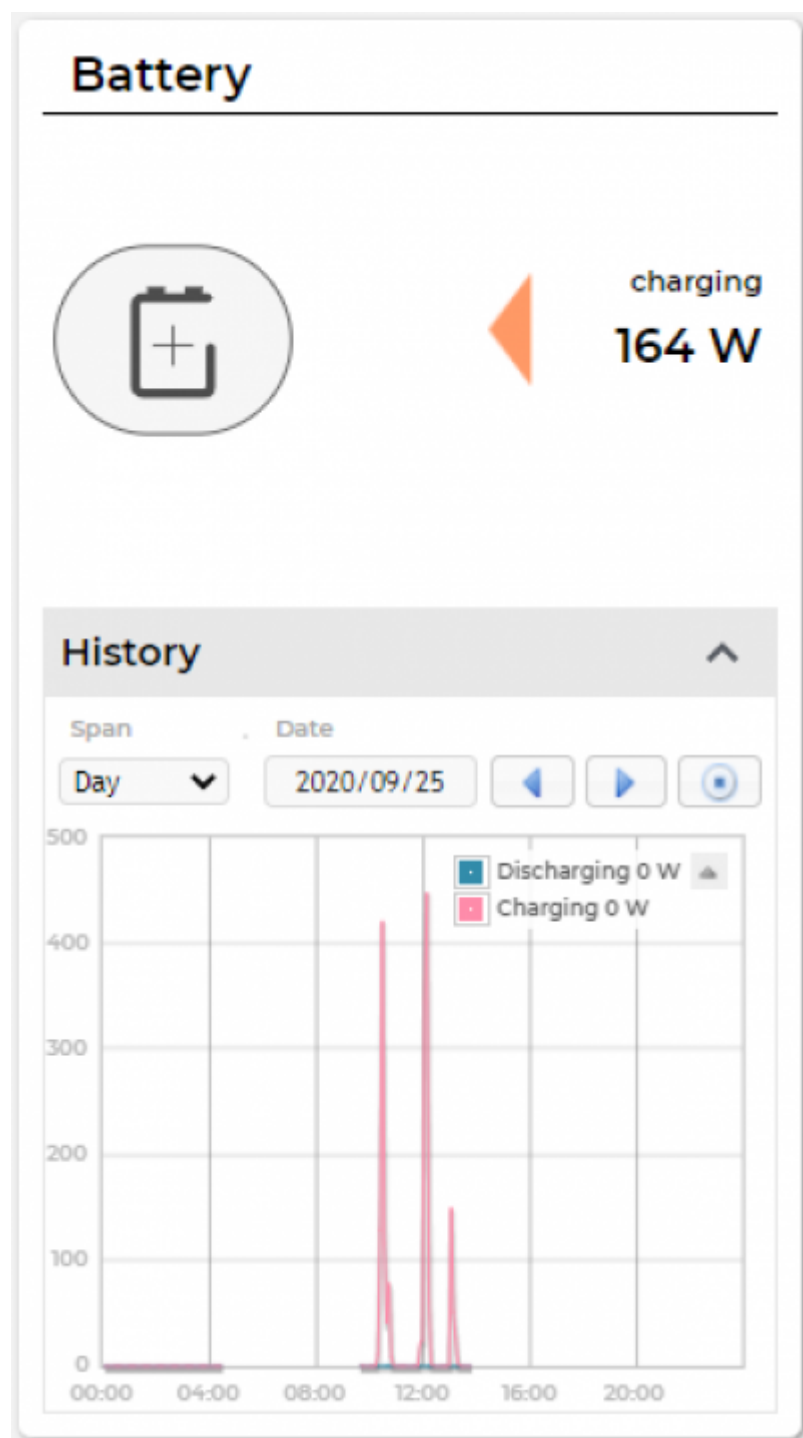 Battery
charging
164 W
History
Span . Date
Day 2020/09/25
500
Discharging 0 W
Charging 0 W
400
300
200
100
0
00:00 04:00 08:00 12:00 16:00 20:00